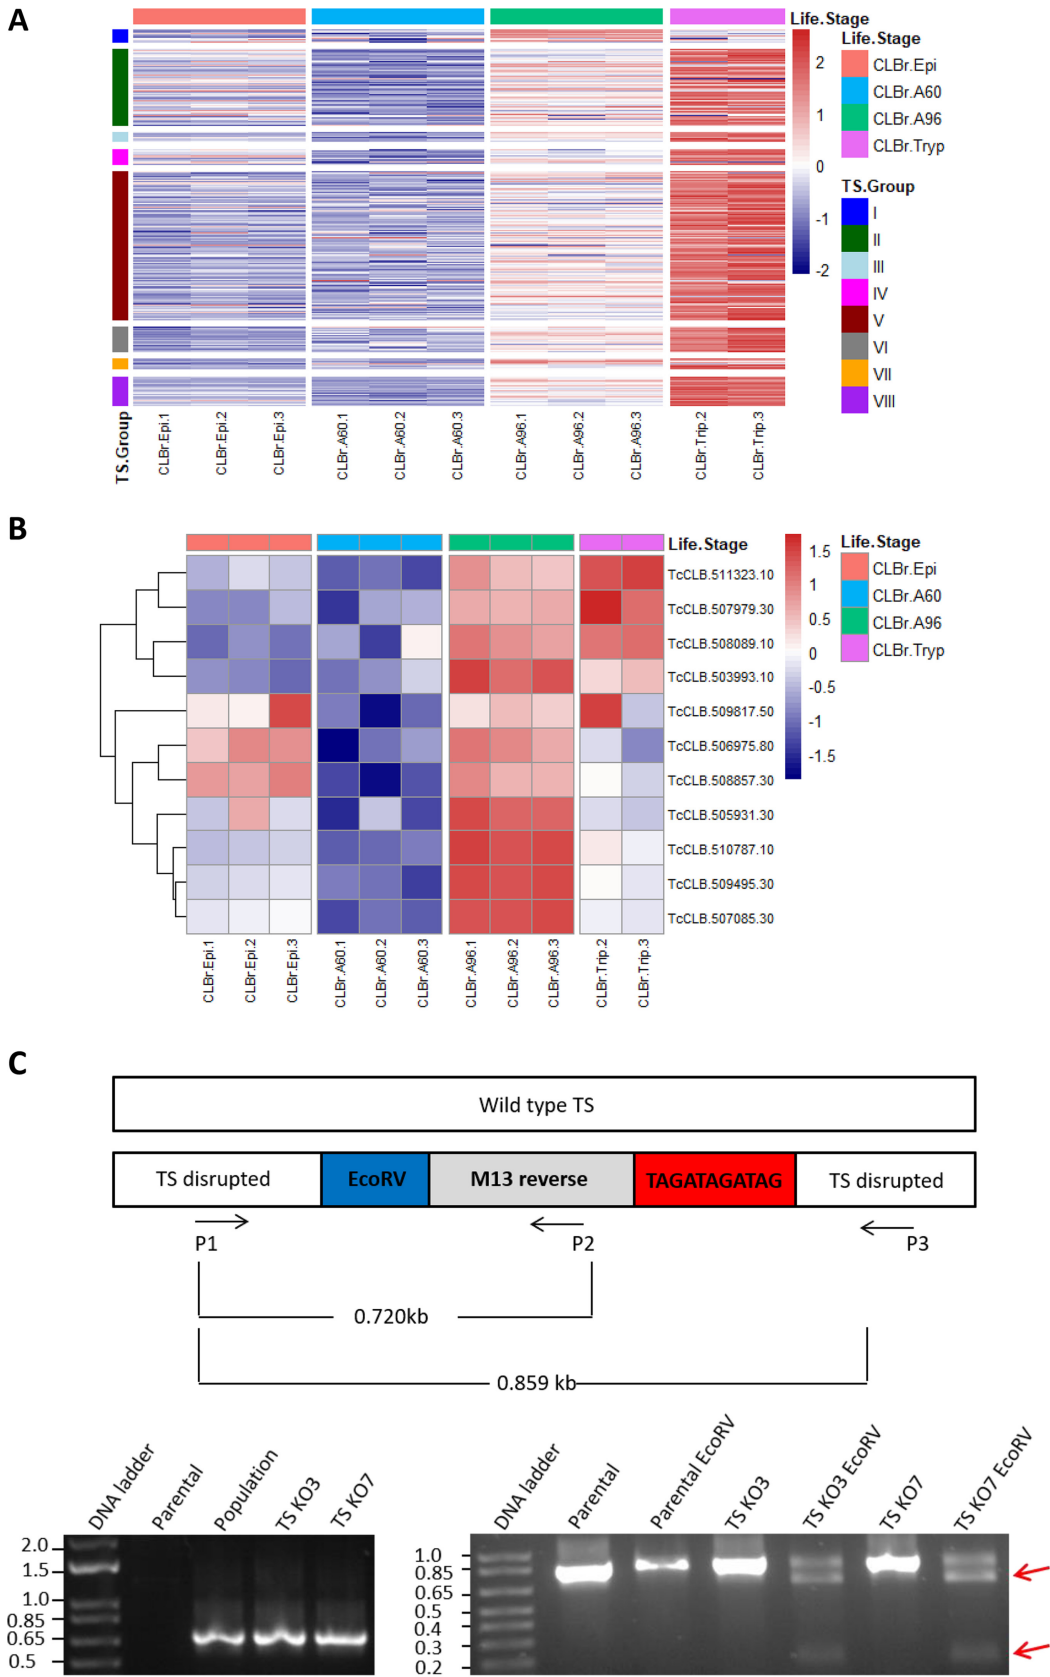 A
Life.Stage
2
1
0
-1
-2
Life.Stage
CLBr.Epi
CLBr.A60
CLBr.A96
CLBr.Tryp
TS.Group
I
II
III
IV
V
VI
VII
VIII
TS.Group
CLBr.Epi.1
CLBr.Epi.2
CLBr.Epi.3
CLBr.A60.1
CLBr.A60.2
CLBr.A60.3
CLBr.A96.1
CLBr.A96.2
CLBr.A96.3
CLBr.Trip.2
CLBr.Trip.3
B
Life.Stage
TcCLB.511323.10
TcCLB.507979.30
TcCLB.508089.10
TcCLB.503993.10
TcCLB.509817.50
TcCLB.506975.80
TcCLB.508857.30
TcCLB.505931.30
TcCLB.510787.10
TcCLB.509495.30
TcCLB.507085.30
1.5
1
0.5
0
-0.5
-1
-1.5
Life.Stage
CLBr.Epi
CLBr.A60
CLBr.A96
CLBr.Tryp
CLBr.Epi.1
CLBr.Epi.2
CLBr.Epi.3
CLBr.A60.1
CLBr.A60.2
CLBr.A60.3
CLBr.A96.1
CLBr.A96.2
CLBr.A96.3
CLBr.Trip.2
CLBr.Trip.3
C
Wild type TS
TS disrupted EcoRV M13 reverse TAGATAGATAG TS disrupted
P1 P2 P3
0.720kb
0.859 kb
DNA ladder
Parental
Population
TS KO3
TS KO7
2.0
1.5
1.0
0.85
0.65
0.5
DNA ladder
Parental
Parental EcoRV
TS KO3
TS KO3 EcoRV
TS KO7
TS KO7 EcoRV
1.0
0.85
0.65
0.5
0.4
0.3
0.2